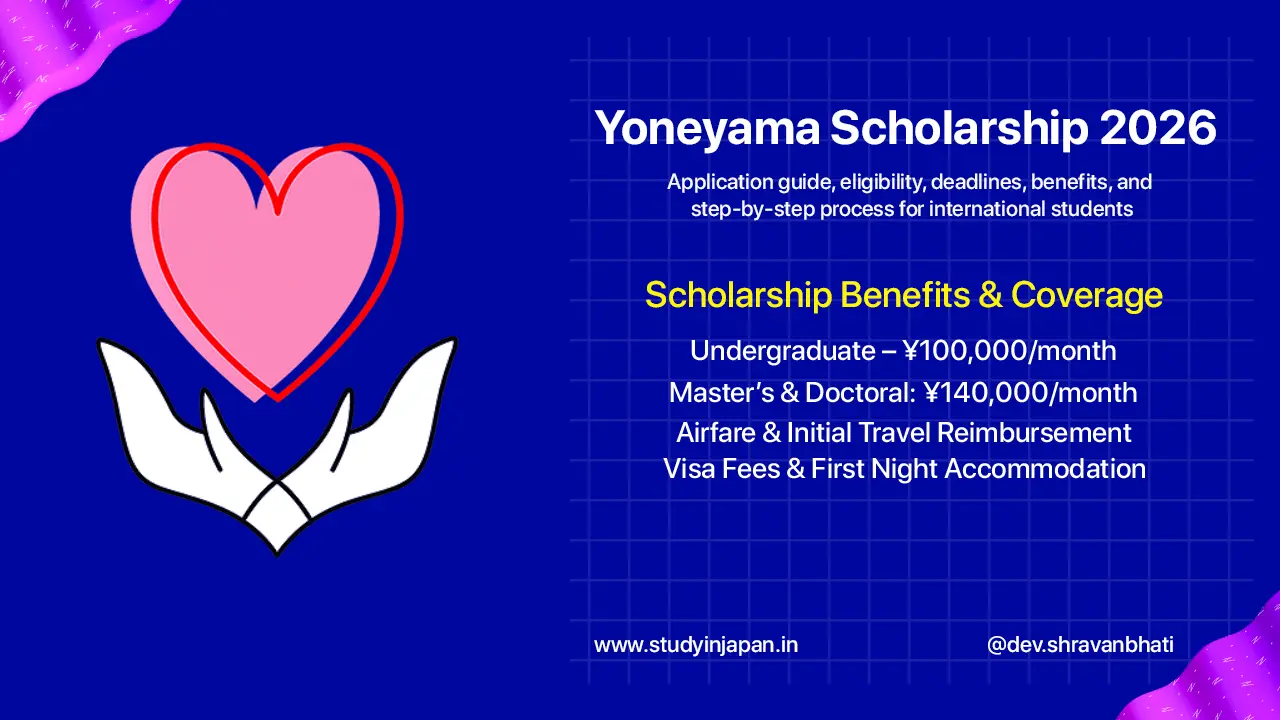 Yoneyama Scholarship 2026
Application guide, eligibility, deadlines, benefits, and
step-by-step process for international students
Scholarship Benefits & Coverage
Undergraduate – ¥100,000/month
Master’s & Doctoral: ¥140,000/month
Airfare & Initial Travel Reimbursement
Visa Fees & First Night Accommodation
www.studyinjapan.in
@dev.shravanbhati